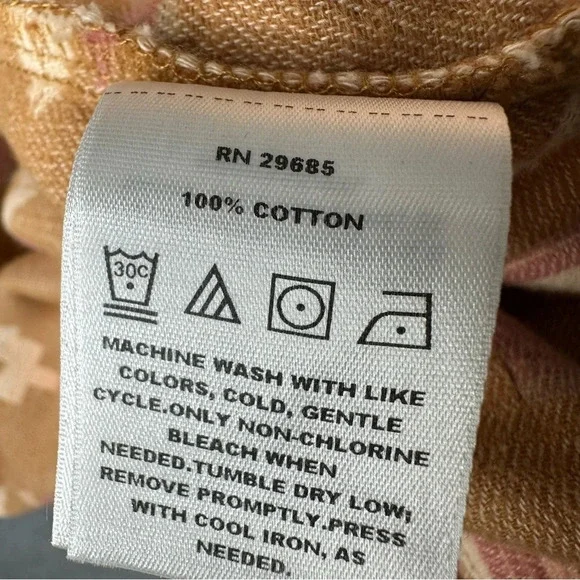 RN 29685
100% COTTON
30C
MACHINE WASH WITH LIKE
COLORS, COLD, GENTLE
CYCLE.ONLY NON-CHLORINE
BLEACH WHEN
NEEDED.TUMBLE DRY LOW;
REMOVE PROMPTLY.PRESS
WITH COOL IRON, AS
NEEDED.